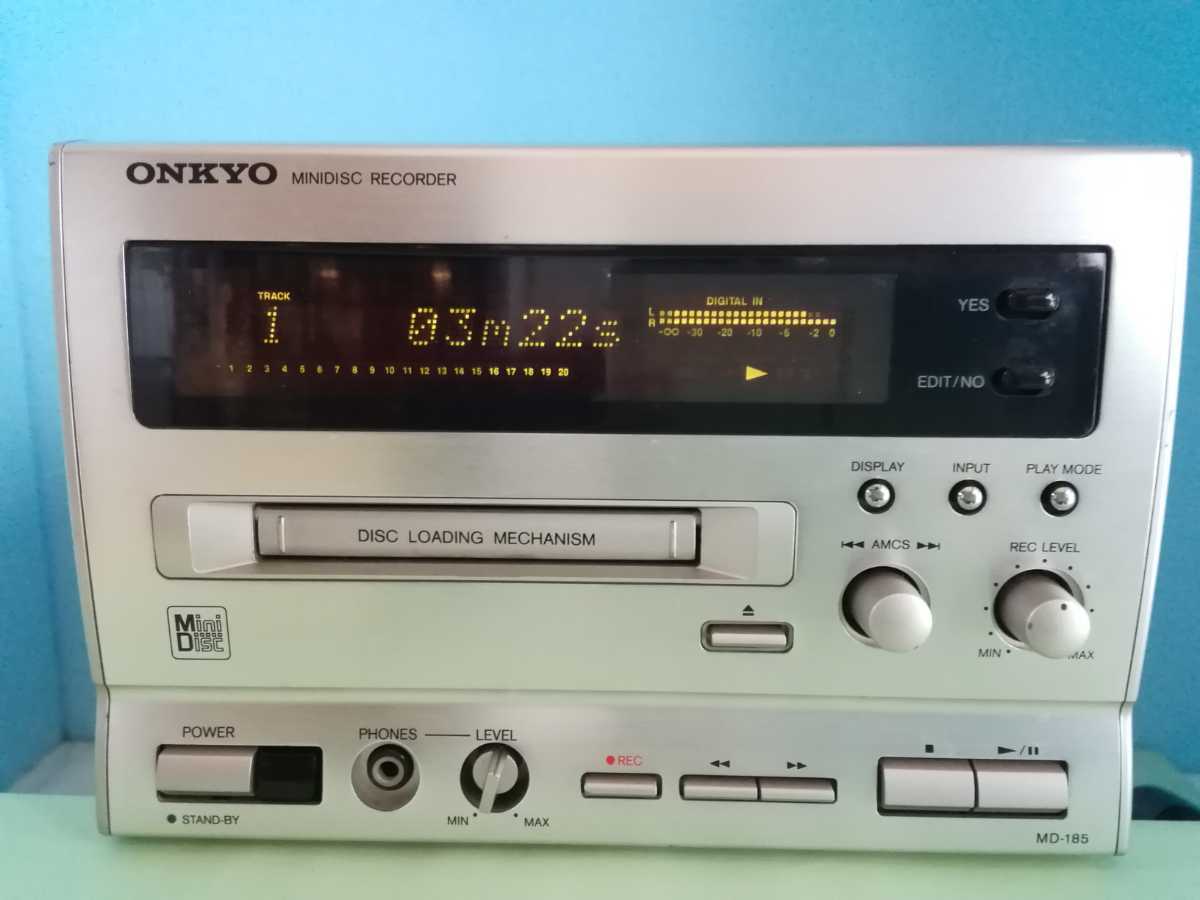 ONKYO MINIDISC RECORDER
TRACK
DIGITAL IN
1 03m22s
L
R
-∞ -30 -20 -10 -5 -2 0
1 2 3 4 5 6 7 8 9 10 11 12 13 14 15 16 17 18 19 20
YES
EDIT/NO
DISPLAY INPUT PLAY MODE
DISC LOADING MECHANISM
AMCS
REC LEVEL
MIN MAX
Mini
Disc
POWER
STAND-BY
PHONES LEVEL
MIN MAX
REC
MD-185